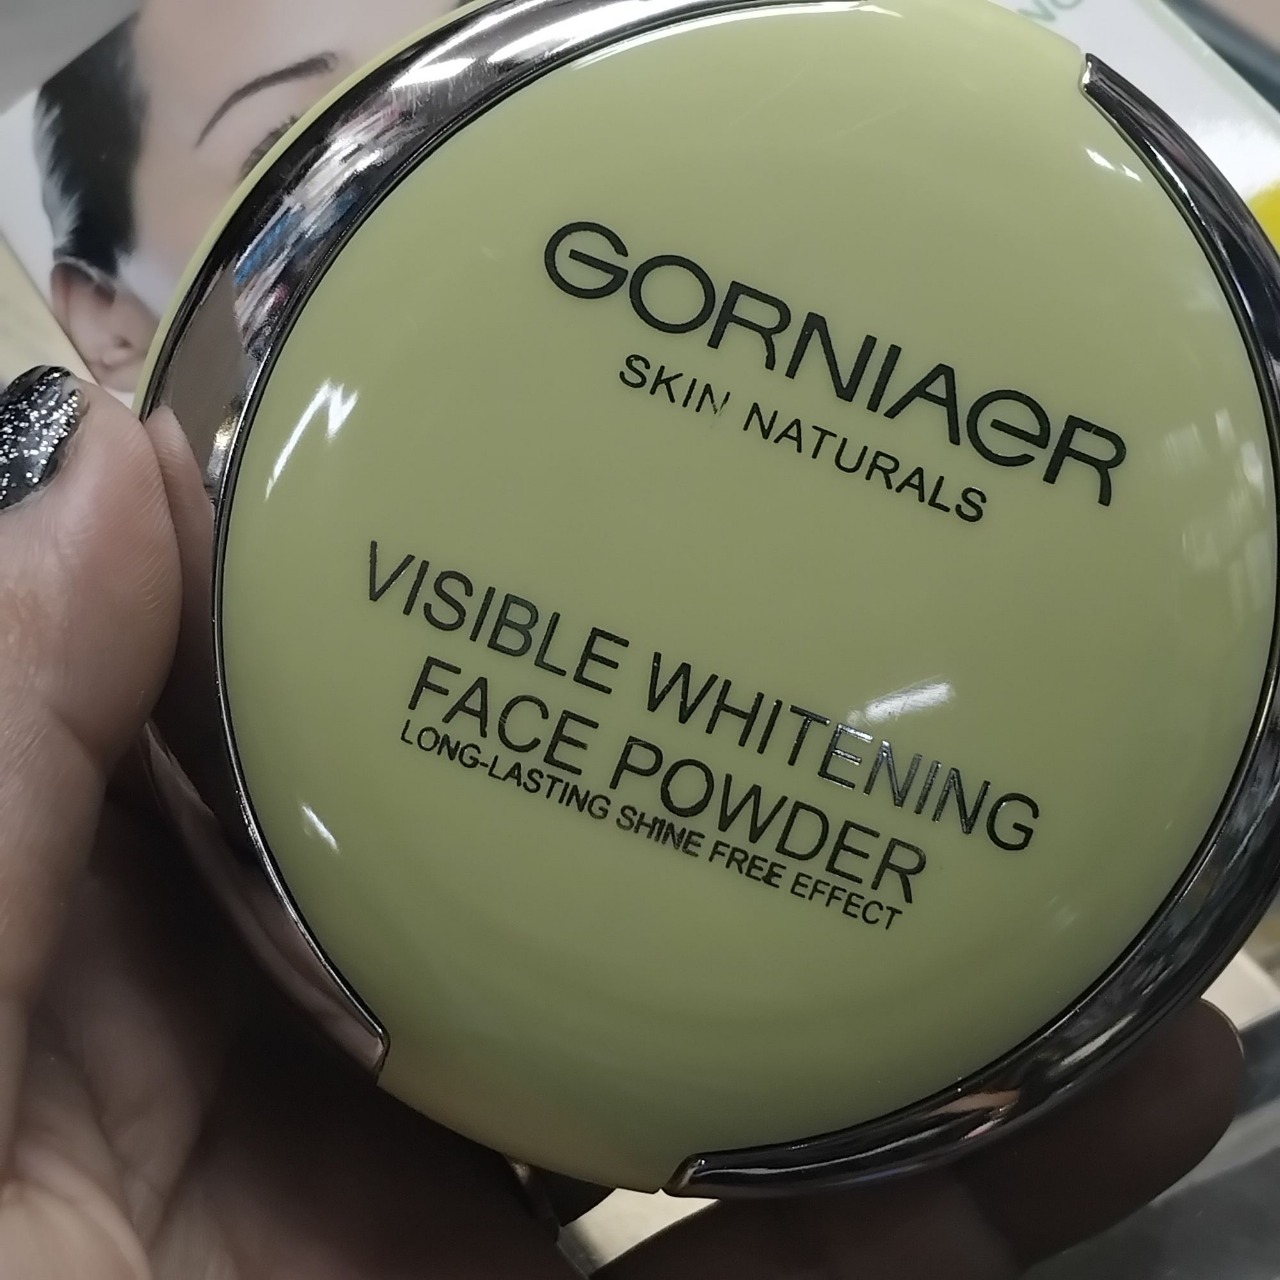 GORNIAeR
SKIN NATURALS
VISIBLE WHITENING
FACE POWDER
LONG-LASTING SHINE FREE EFFECT